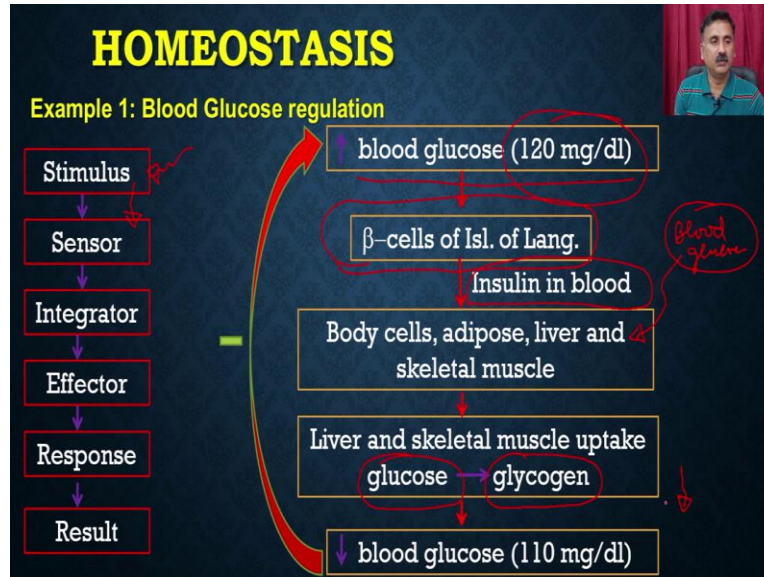 HOMEOSTASIS
Example 1: Blood Glucose regulation
Stimulus
Sensor
Integrator
Effector
Response
Result
↑ blood glucose (120 mg/dl)
β–cells of Isl. of Lang.
Insulin in blood
Blood
Body cells, adipose, liver and
skeletal muscle
Liver and skeletal muscle uptake
glucose → glycogen
↓ blood glucose (110 mg/dl)